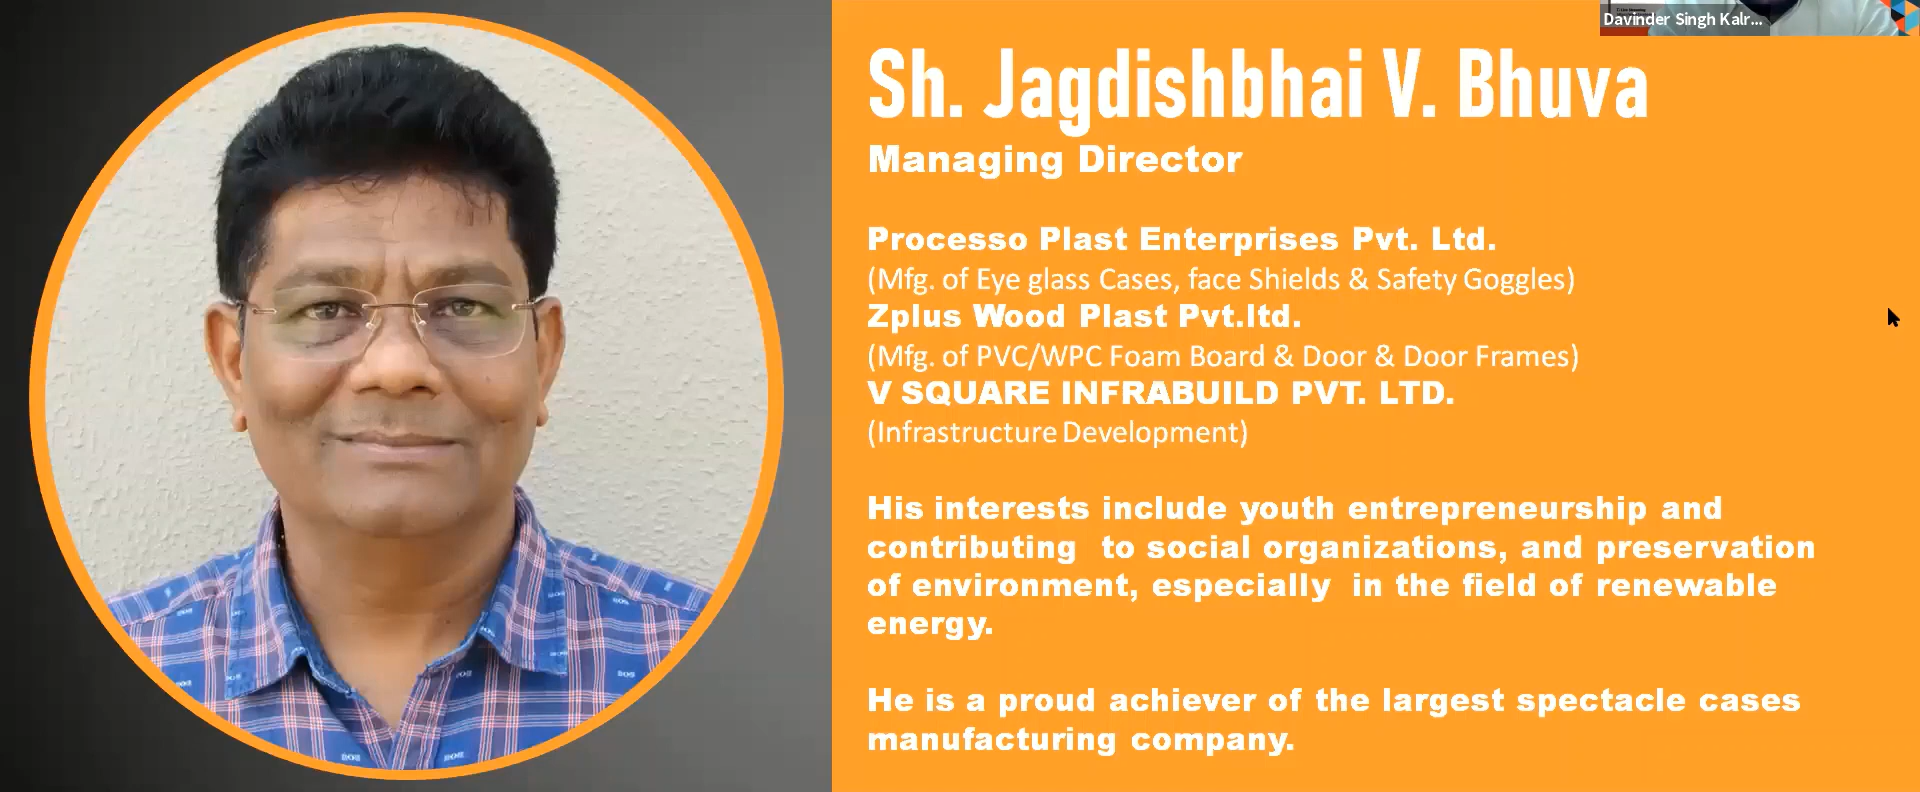 Davinder Singh Kalr...
Sh. Jagdishbhai V. Bhuva
Managing Director
Processo Plast Enterprises Pvt. Ltd.
(Mfg. of Eye glass Cases, face Shields & Safety Goggles)
Zplus Wood Plast Pvt.ltd.
(Mfg. of PVC/WPC Foam Board & Door & Door Frames)
V SQUARE INFRABUILD PVT. LTD.
(Infrastructure Development)
His interests include youth entrepreneurship and
contributing to social organizations, and preservation
of environment, especially in the field of renewable
energy.
He is a proud achiever of the largest spectacle cases
manufacturing company.